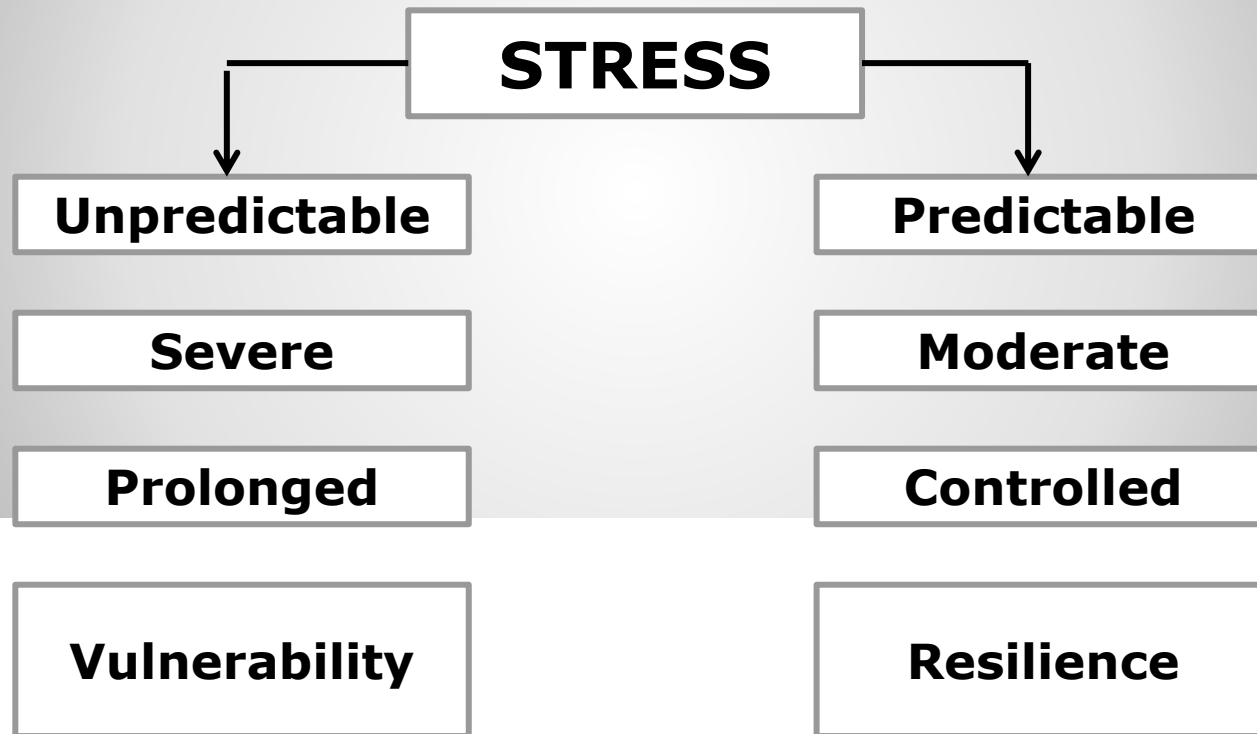 STRESS
Unpredictable
Predictable
Severe
Moderate
Prolonged
Controlled
Vulnerability
Resilience